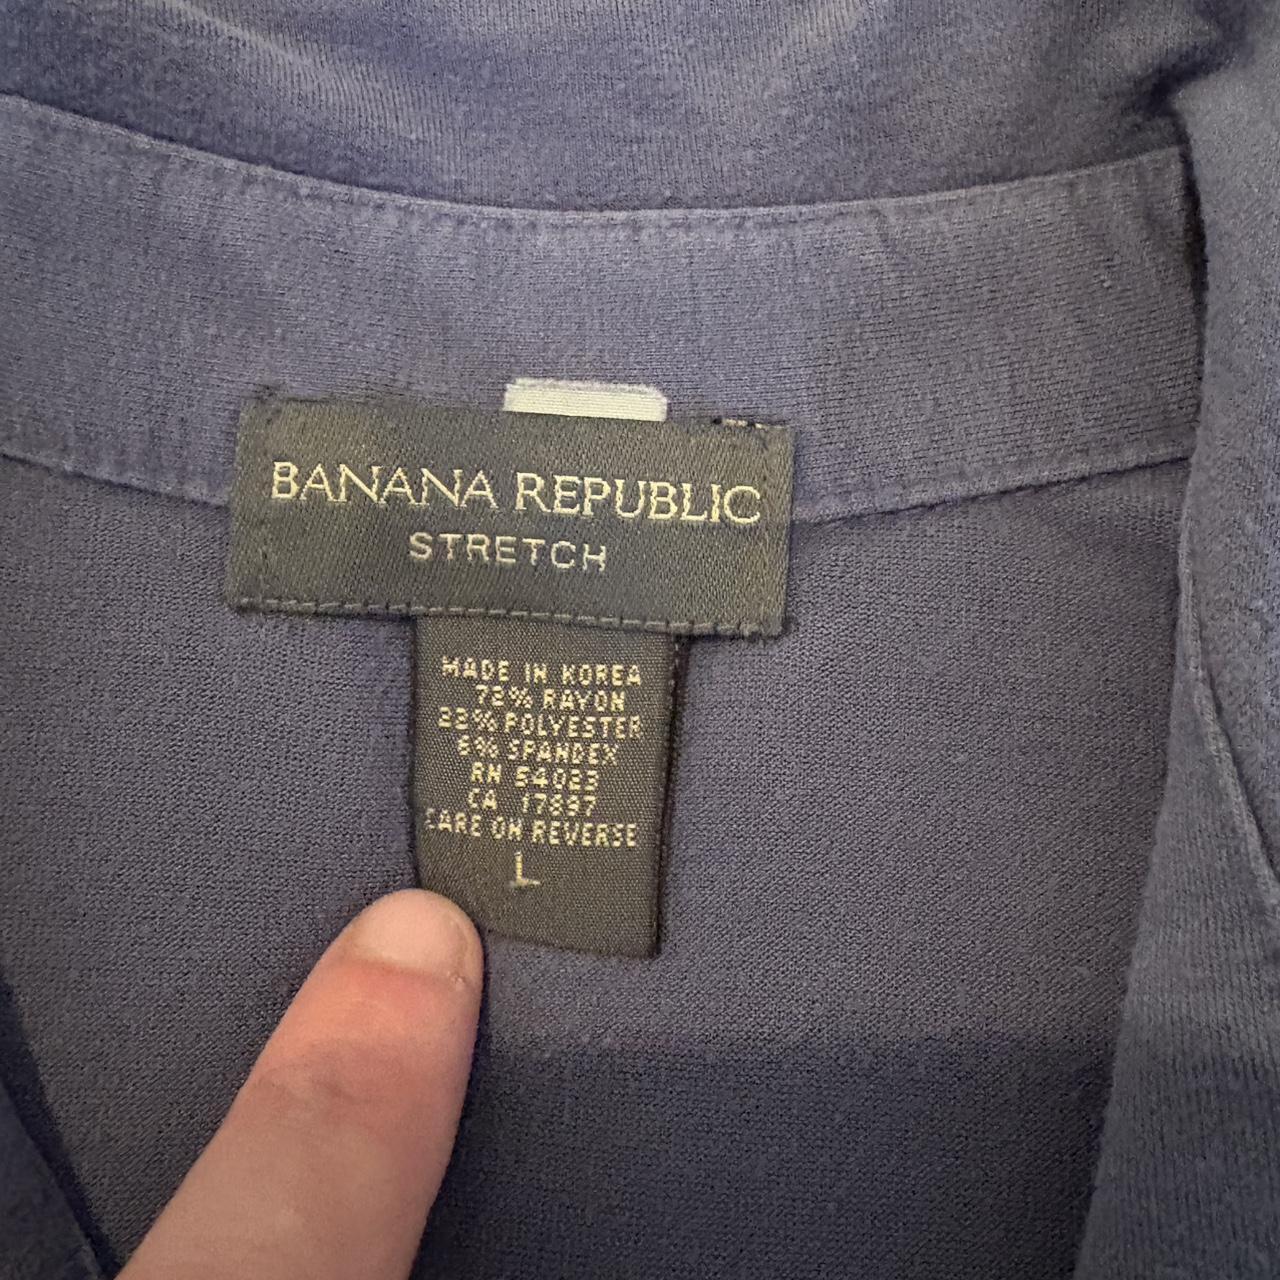 BANANA REPUBLIC
STRETCH
MADE IN KOREA
72% RAYON
22% POLYESTER
6% SPANDEX
RN 54023
CA 17897
CARE ON REVERSE
L